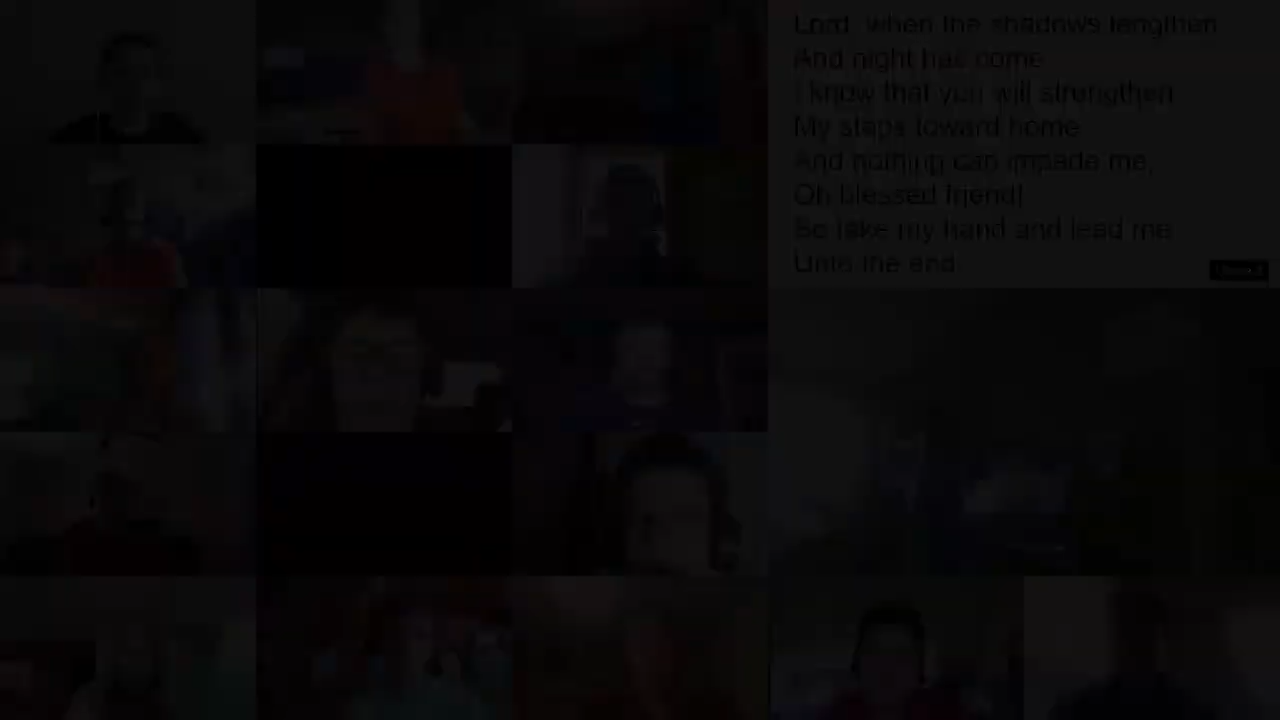 Lord, when the shadows lengthen
And night has come
I know that you will strengthen
My steps toward home
And nothing can impede me,
Oh blessed friend!
So take my hand and lead me
Unto the end